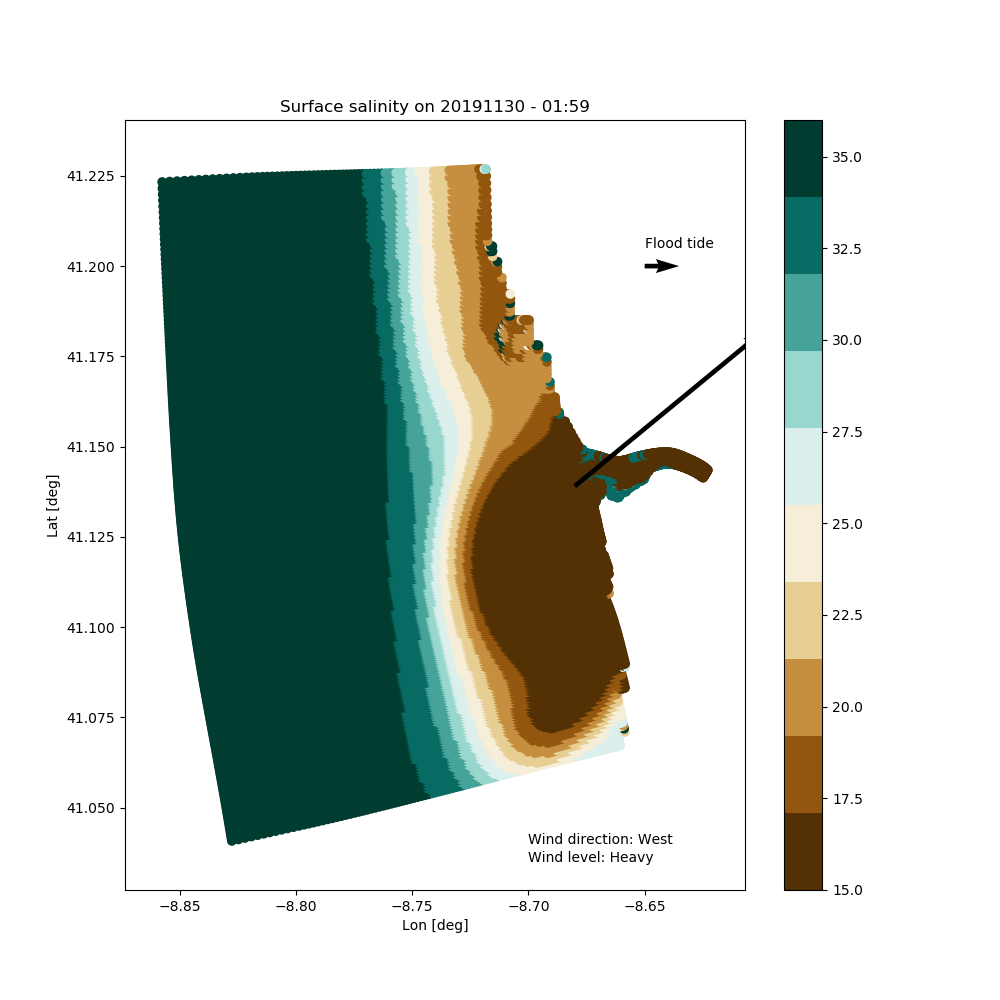 Surface salinity on 20191130 - 01:59
Lat [deg]
41.225
41.200
41.175
41.150
41.125
41.100
41.075
41.050
Flood tide
Wind direction: West
Wind level: Heavy
−8.85 −8.80 −8.75 −8.70 −8.65
Lon [deg]
35.0
32.5
30.0
27.5
25.0
22.5
20.0
17.5
15.0